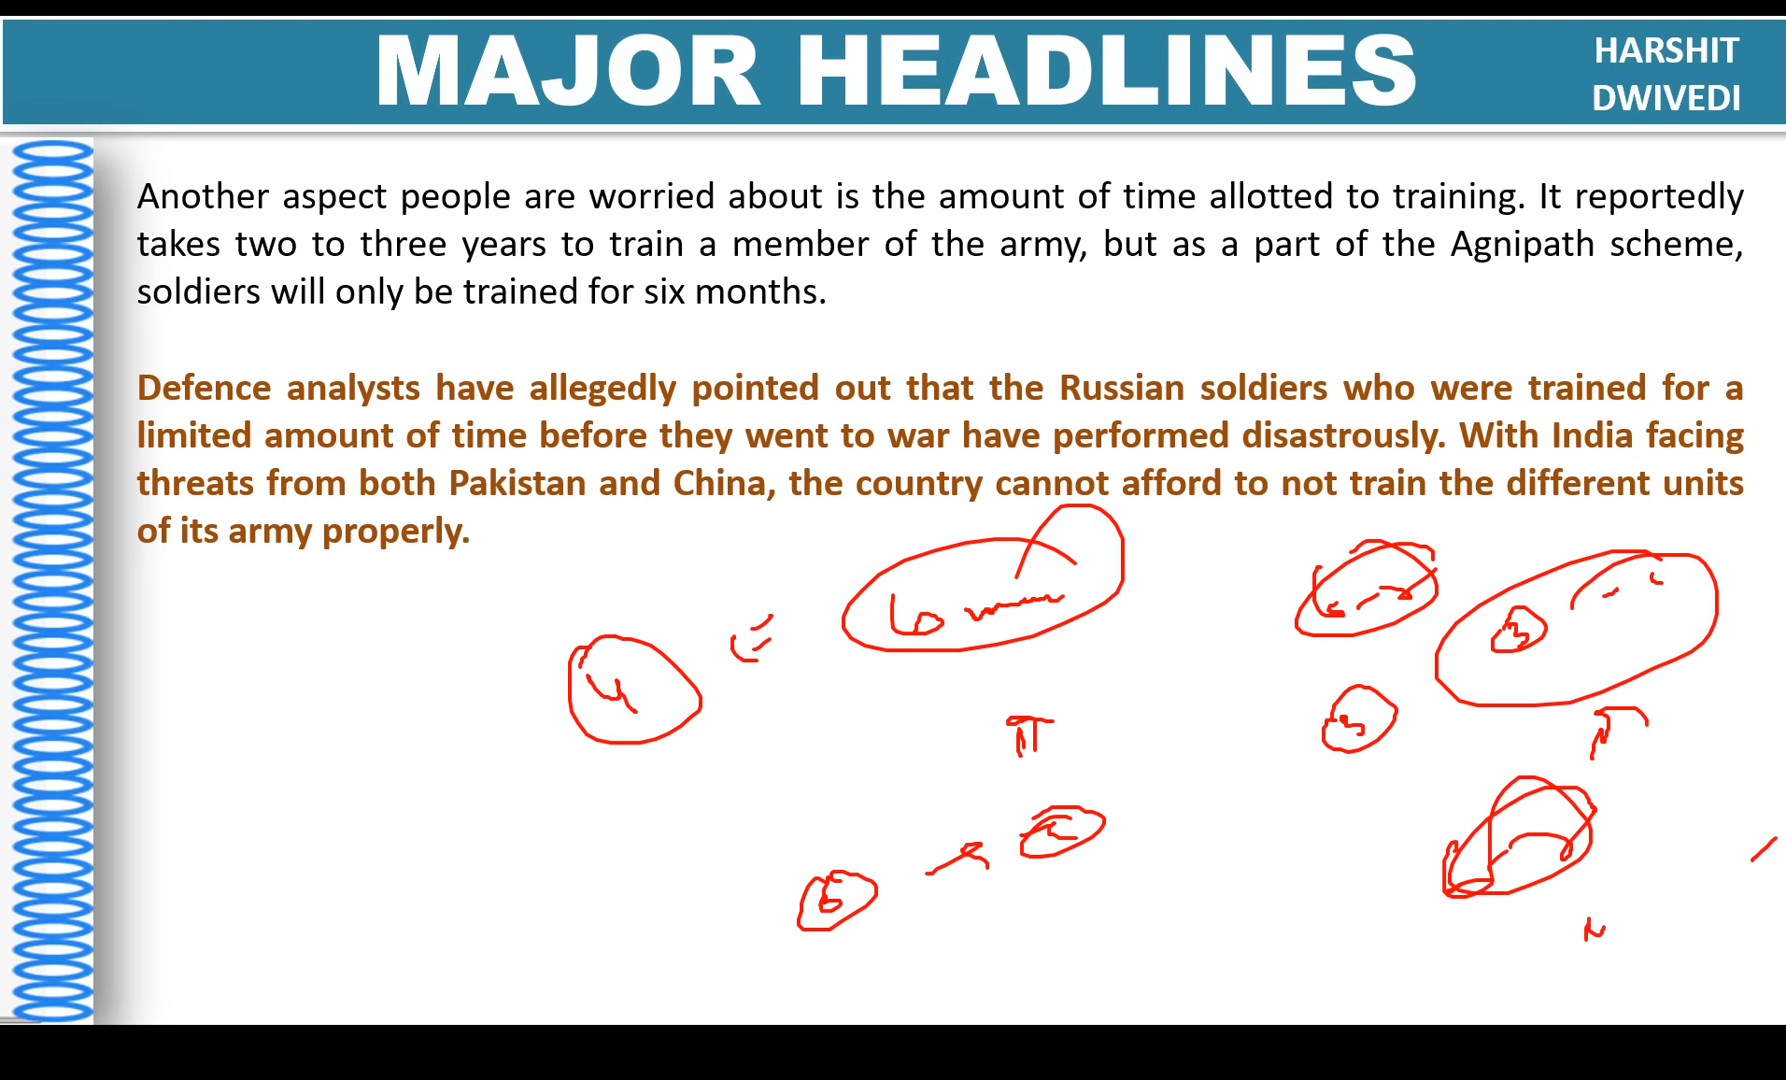 MAJOR HEADLINES
HARSHIT
DWIVEDI
Another aspect people are worried about is the amount of time allotted to training. It reportedly
takes two to three years to train a member of the army, but as a part of the Agnipath scheme,
soldiers will only be trained for six months.
Defence analysts have allegedly pointed out that the Russian soldiers who were trained for a
limited amount of time before they went to war have performed disastrously. With India facing
threats from both Pakistan and China, the country cannot afford to not train the different units
of its army properly.
4
6
3
3
6